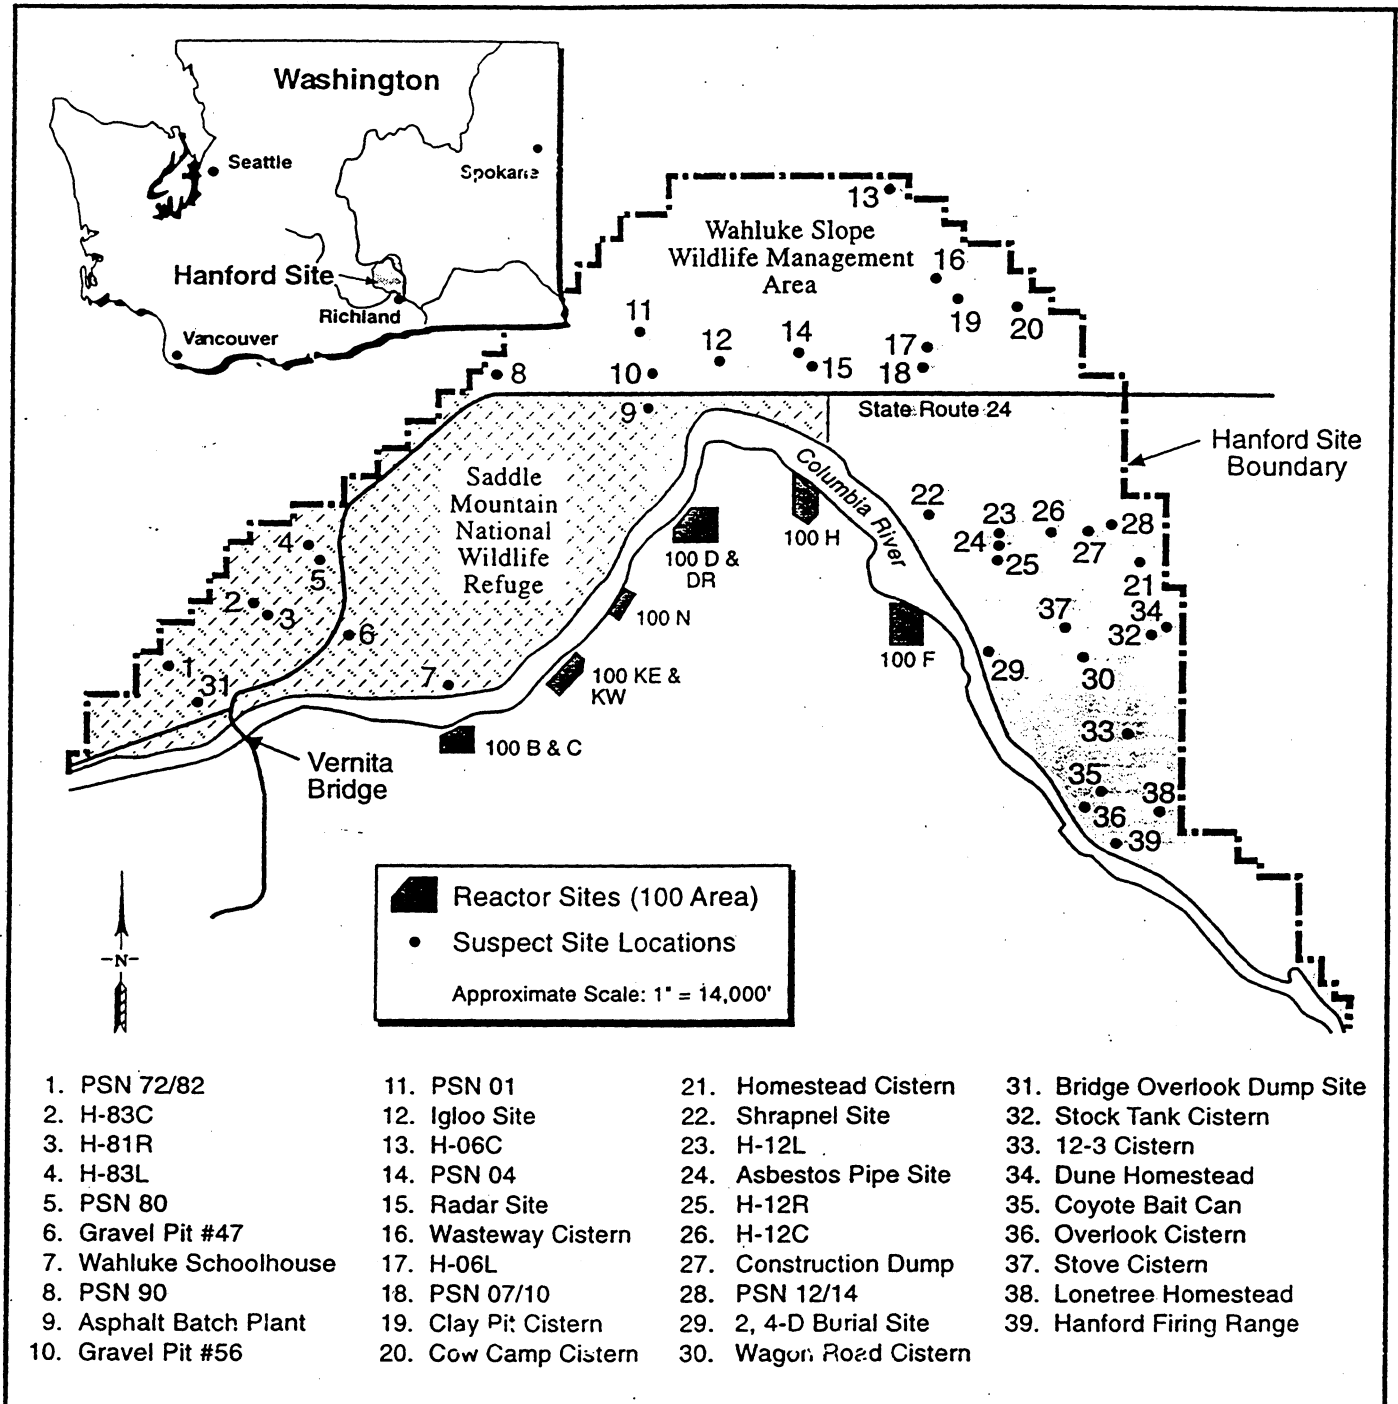 Washington
Seattle
Spokane
Hanford Site
Richland
Vancouver
13
Wahluke Slope
Wildlife Management
Area
16
19
20
11
12
14
17
10
15
18
8
9
State Route 24
Hanford Site
Boundary
Saddle
Mountain
National
Wildlife
Refuge
Columbia River
22
23
26
28
24
27
25
21
4
5
100 H
100 D &
DR
2
3
37
34
32
6
100 N
100 F
1
29
30
7
100 KE &
KW
31
33
100 B & C
Vernita
Bridge
35
38
36
39
Reactor Sites (100 Area)
Suspect Site Locations
Approximate Scale: 1" = 14,000'
N
1. PSN 72/82
2. H-83C
3. H-81R
4. H-83L
5. PSN 80
6. Gravel Pit #47
7. Wahluke Schoolhouse
8. PSN 90
9. Asphalt Batch Plant
10. Gravel Pit #56
11. PSN 01
12. Igloo Site
13. H-06C
14. PSN 04
15. Radar Site
16. Wasteway Cistern
17. H-06L
18. PSN 07/10
19. Clay Pit Cistern
20. Cow Camp Cistern
21. Homestead Cistern
22. Shrapnel Site
23. H-12L
24. Asbestos Pipe Site
25. H-12R
26. H-12C
27. Construction Dump
28. PSN 12/14
29. 2, 4-D Burial Site
30. Wagon Road Cistern
31. Bridge Overlook Dump Site
32. Stock Tank Cistern
33. 12-3 Cistern
34. Dune Homestead
35. Coyote Bait Can
36. Overlook Cistern
37. Stove Cistern
38. Lonetree Homestead
39. Hanford Firing Range